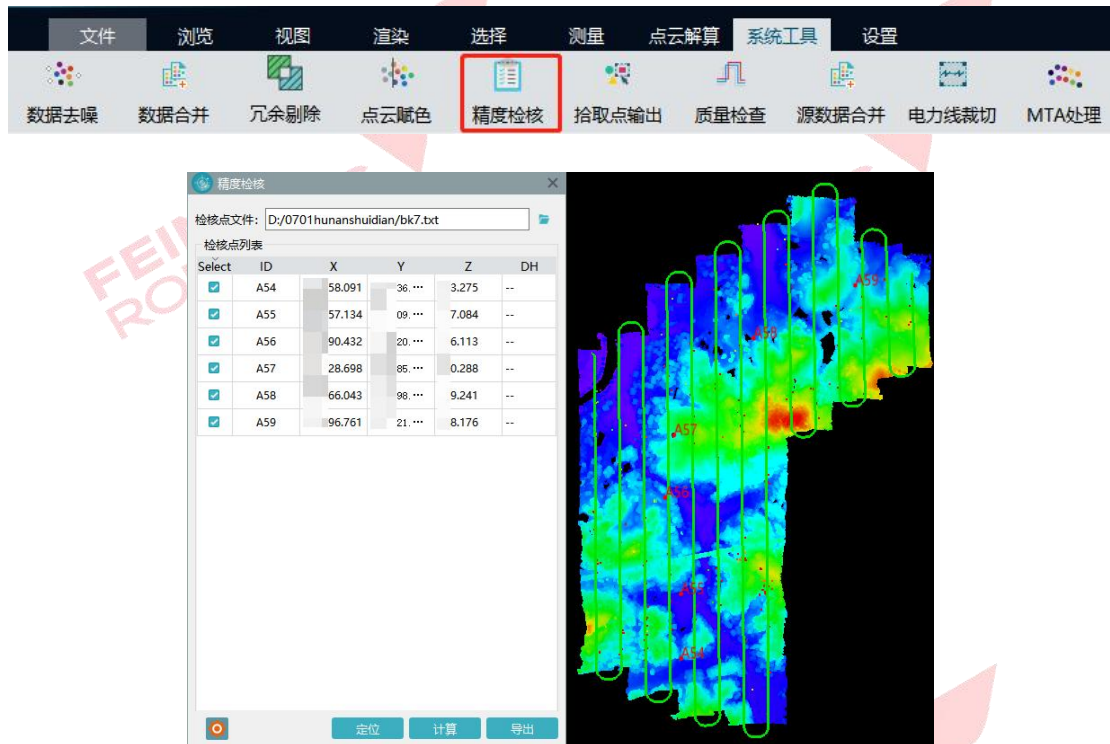 文件 浏览 视图 渲染 选择 测量 点云解算 系统工具 设置
数据去噪 数据合并 冗余剔除 点云赋色 精度检核 拾取点输出 质量检查 源数据合并 电力线裁切 MTA处理
精度检核
检核点文件: D:/0701hunanshuidian/bk7.txt
检核点列表
Select ID X Y Z DH
A54 58.091 36.··· 3.275 --
A55 57.134 09.··· 7.084 --
A56 90.432 20.··· 6.113 --
A57 28.698 85.··· 0.288 --
A58 66.043 98.··· 9.241 --
A59 96.761 21.··· 8.176 --
定位 计算 导出
A59
A58
A57
A56
A55
A54